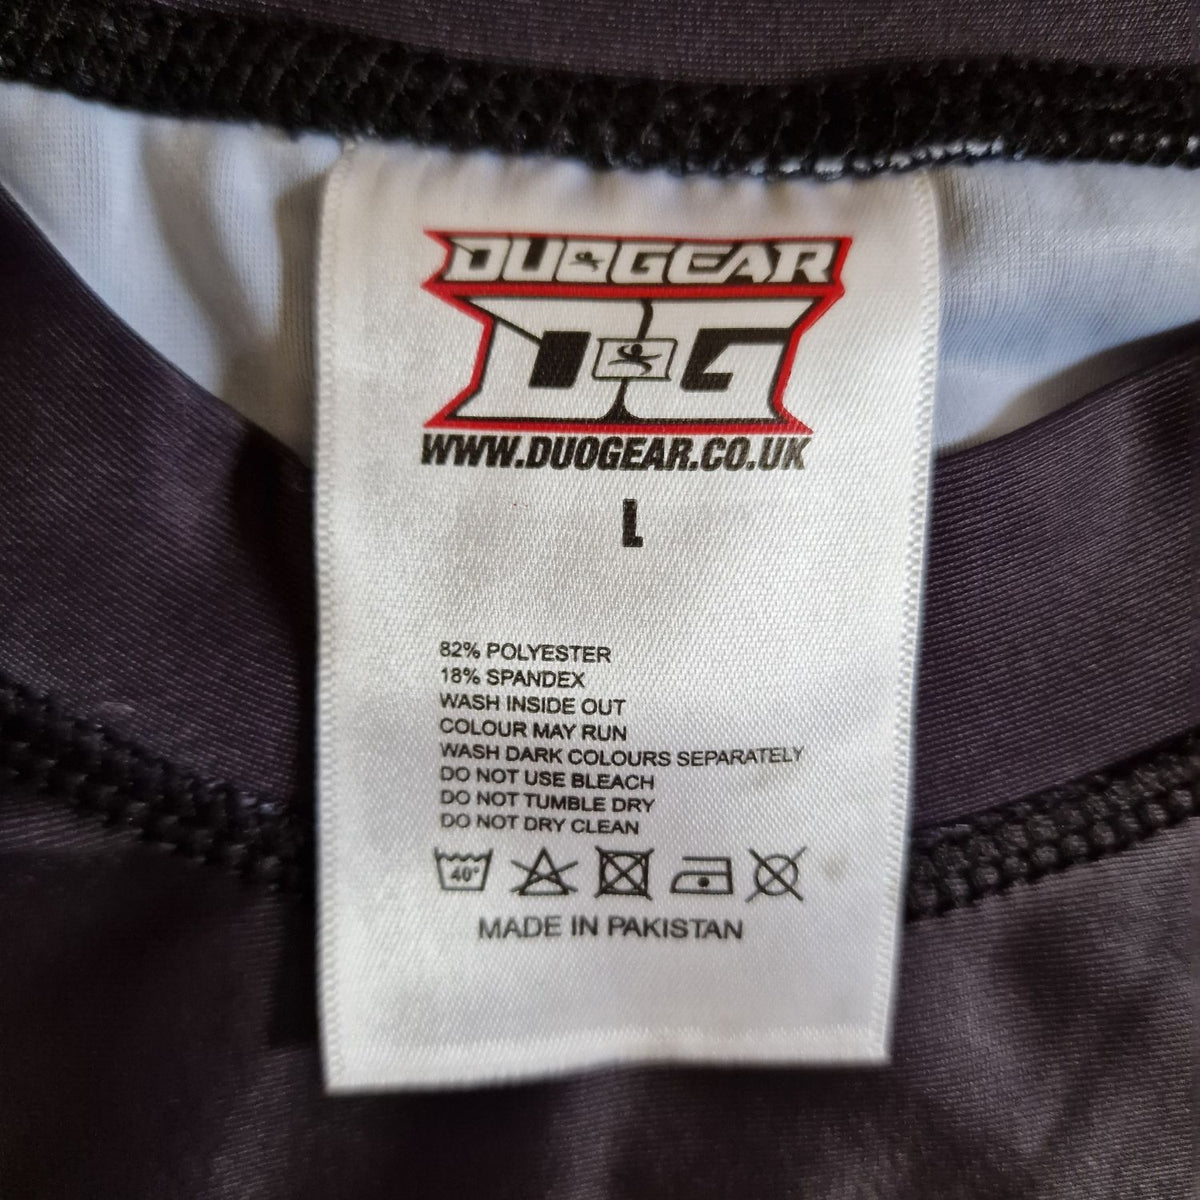 DUOGEAR
DG
WWW.DUOGEAR.CO.UK
L
82% POLYESTER
18% SPANDEX
WASH INSIDE OUT
COLOUR MAY RUN
WASH DARK COLOURS SEPARATELY
DO NOT USE BLEACH
DO NOT TUMBLE DRY
DO NOT DRY CLEAN
40°
MADE IN PAKISTAN